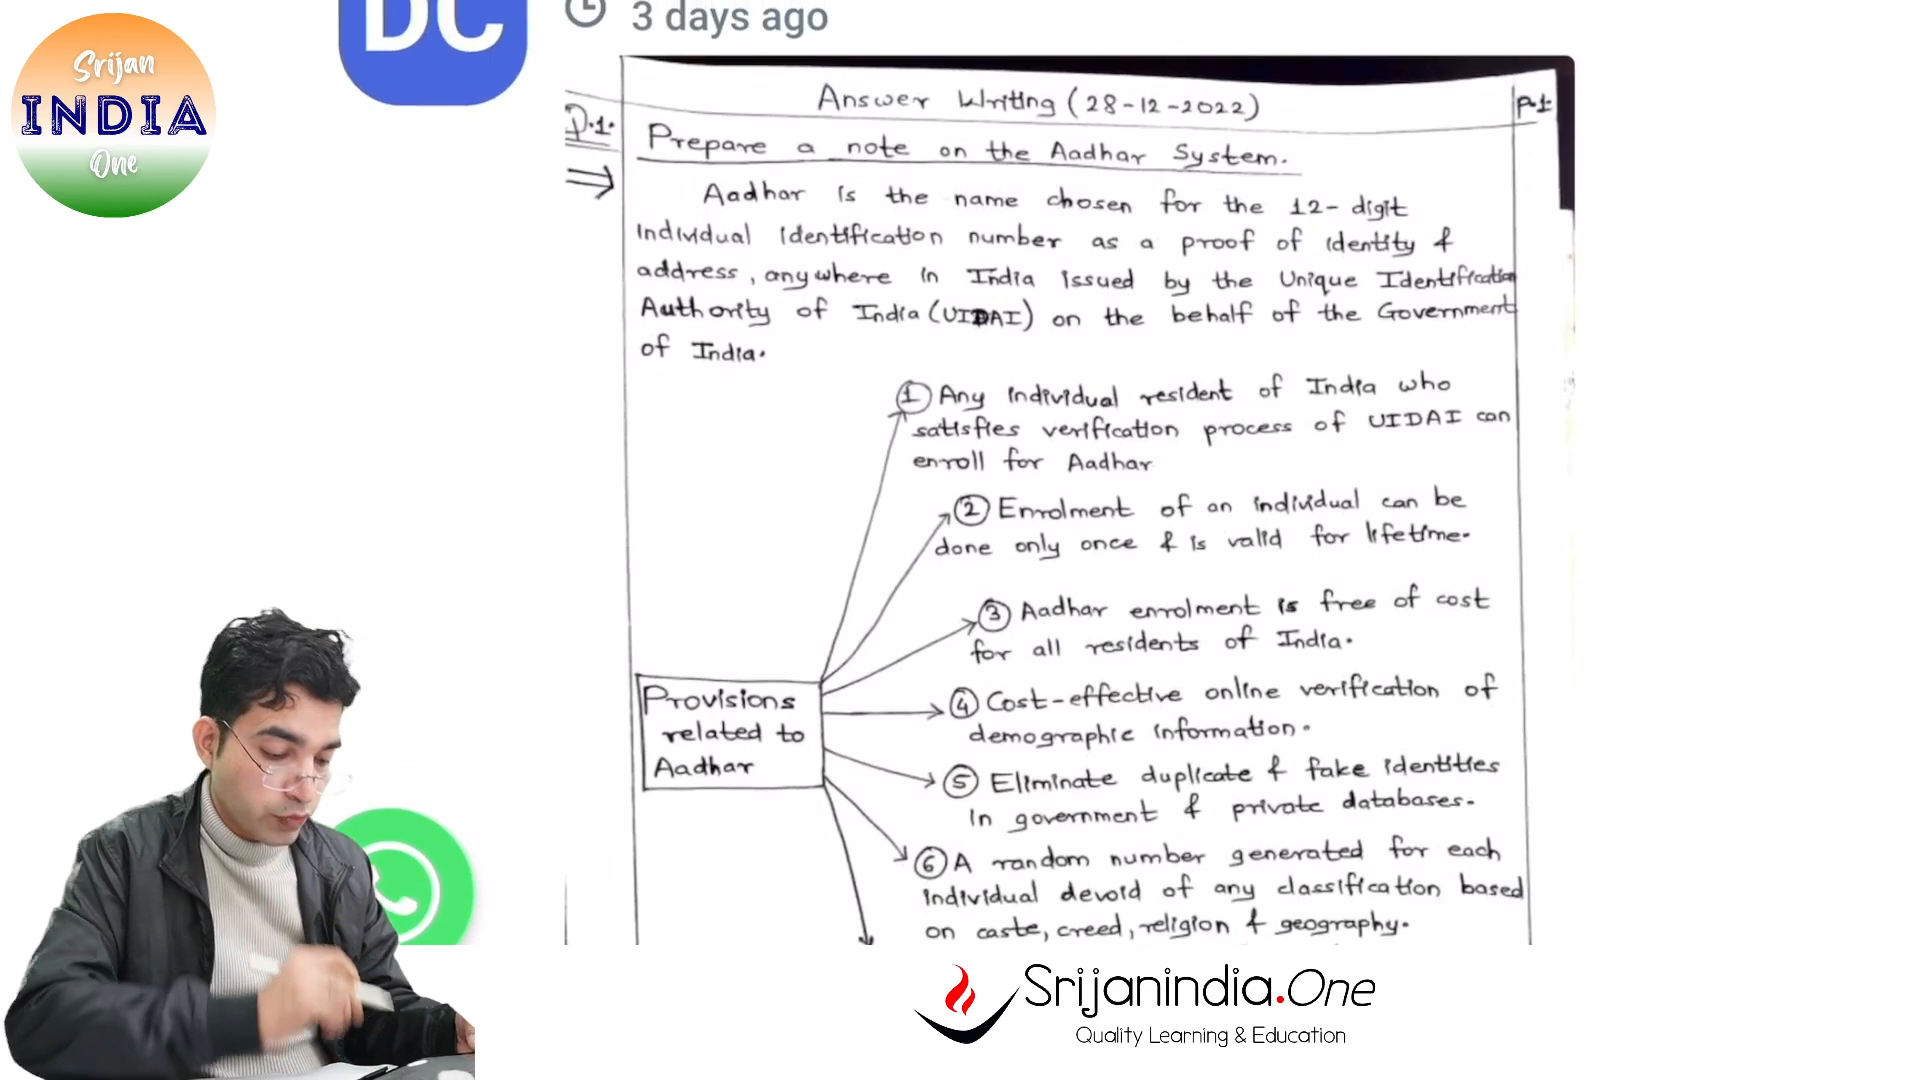 Srijan
INDIA
One
DC
3 days ago
Answer Writing (28-12-2022)
P.1
Q.1.
Prepare a note on the Aadhar System.
⇒
Aadhar is the name chosen for the 12-digit
individual identification number as a proof of identity &
address, anywhere in India issued by the Unique Identification
Authority of India (UIDAI) on the behalf of the Government
of India.
① Any individual resident of India who
satisfies verification process of UIDAI can
enroll for Aadhar
② Enrolment of an individual can be
done only once & is valid for lifetime.
③ Aadhar enrolment is free of cost
for all residents of India.
Provisions
related to
Aadhar
④ Cost-effective online verification of
demographic information.
⑤ Eliminate duplicate & fake identities
in government & private databases.
⑥ A random number generated for each
individual devoid of any classification based
on caste, creed, religion & geography.
Srijanindia.One
Quality Learning & Education